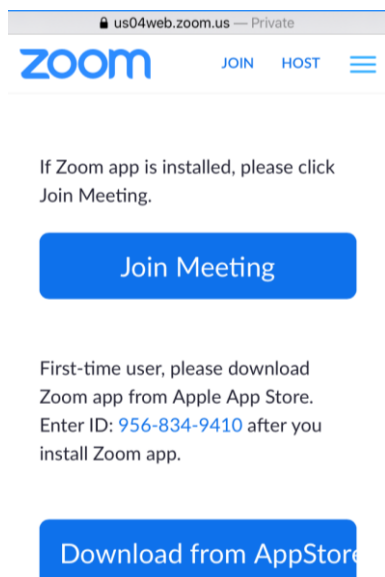 us04web.zoom.us — Private
zoom JOIN HOST
If Zoom app is installed, please click
Join Meeting.
Join Meeting
First-time user, please download
Zoom app from Apple App Store.
Enter ID: 956-834-9410 after you
install Zoom app.
Download from AppStore